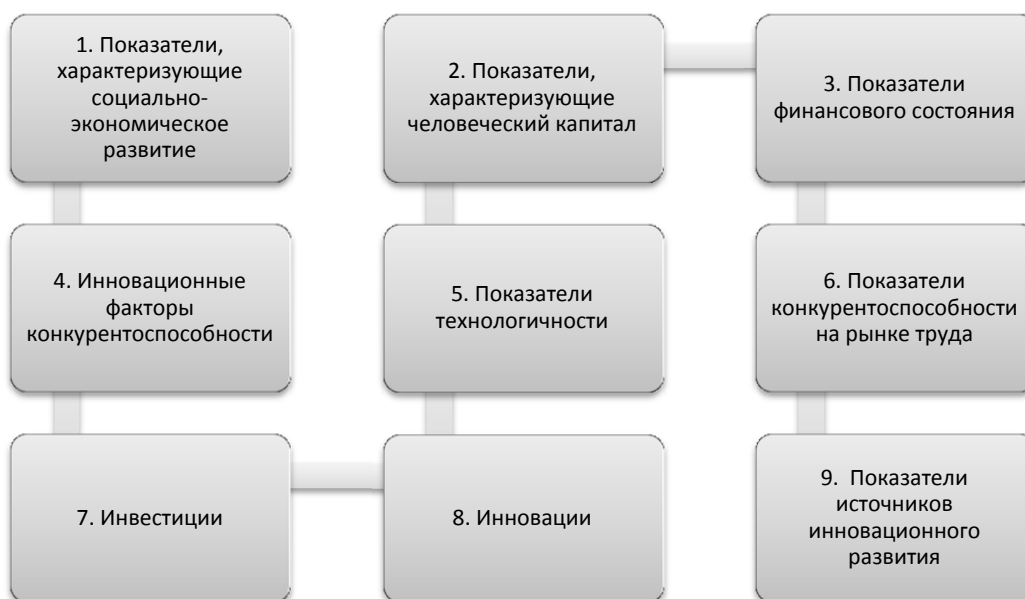 1. Показатели,
характеризующие
социально-
экономическое
развитие
2. Показатели,
характеризующие
человеческий капитал
3. Показатели
финансового состояния
4. Инновационные
факторы
конкурентоспособности
5. Показатели
технологичности
6. Показатели
конкурентоспособности
на рынке труда
7. Инвестиции
8. Инновации
9. Показатели
источников
инновационного
развития